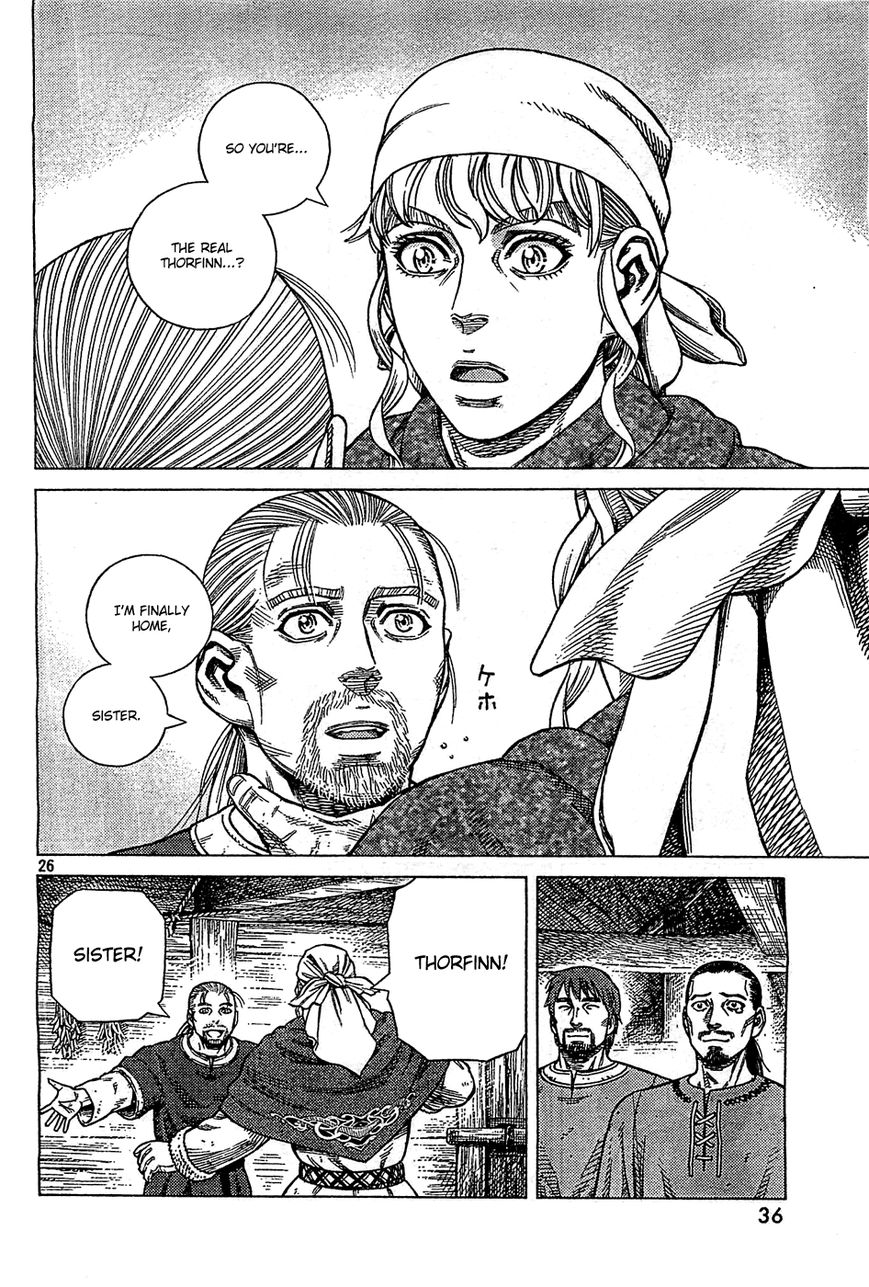 SO YOU'RE...
THE REAL
THORFINN...?
I'M FINALLY
HOME,
SISTER.
ケホ
26
SISTER!
THORFINN!
36